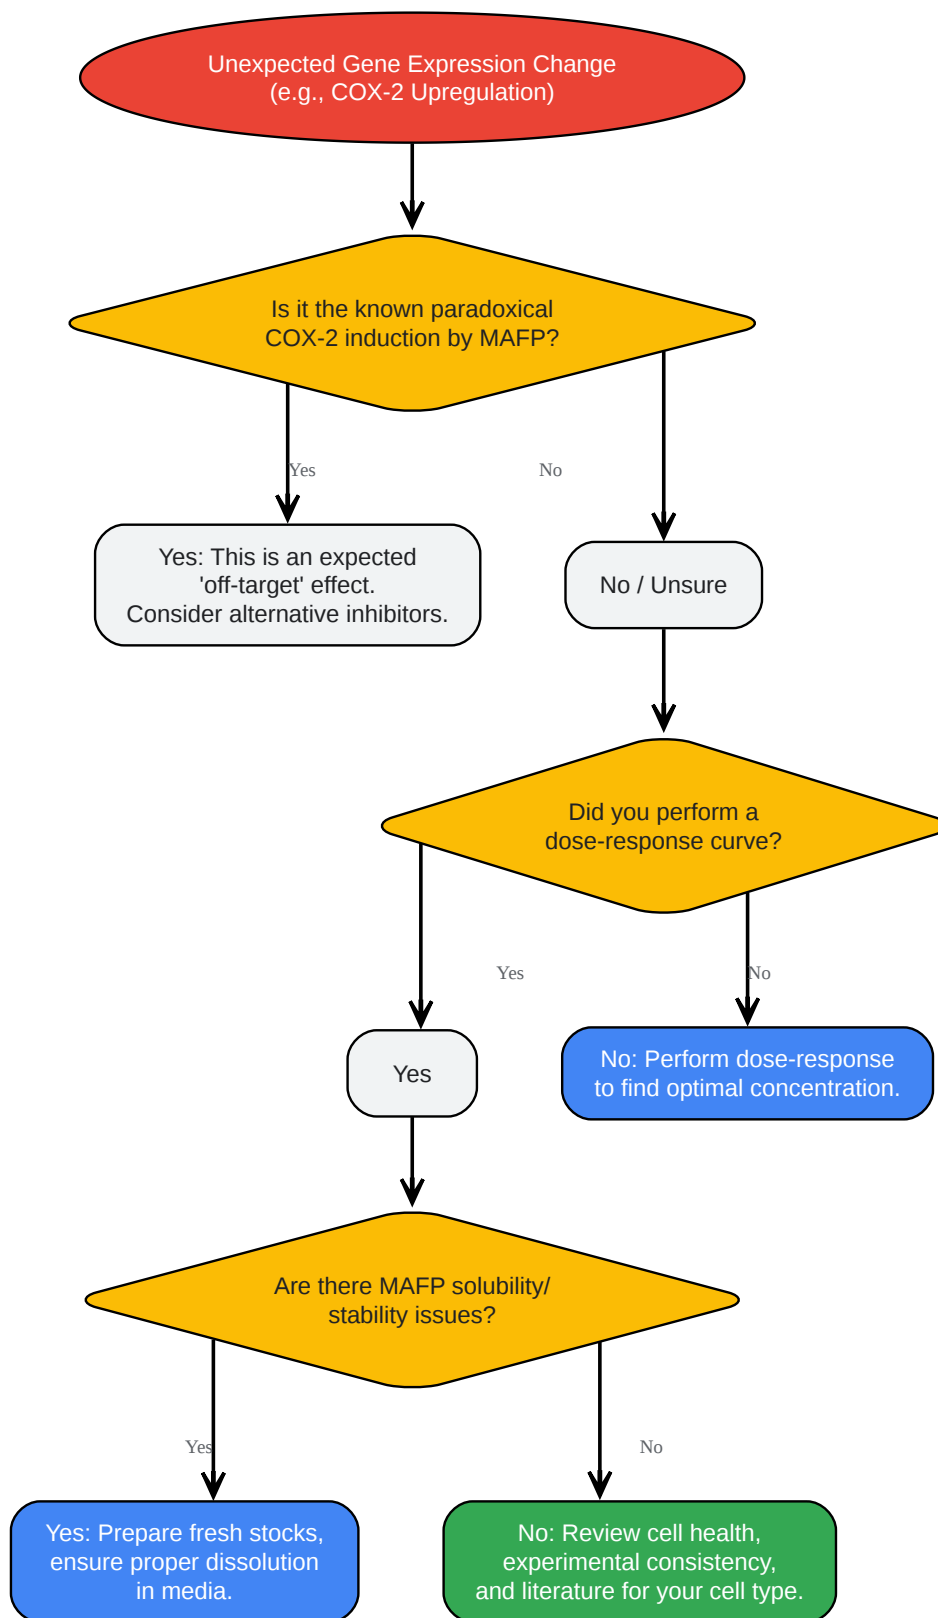 Unexpected Gene Expression Change
(e.g., COX-2 Upregulation)
Is it the known paradoxical
COX-2 induction by MAFP?
Yes
No
Yes: This is an expected
'off-target' effect.
Consider alternative inhibitors.
No / Unsure
Did you perform a
dose-response curve?
Yes
No
Yes
No: Perform dose-response
to find optimal concentration.
Are there MAFP solubility/
stability issues?
Yes
No
Yes: Prepare fresh stocks,
ensure proper dissolution
in media.
No: Review cell health,
experimental consistency,
and literature for your cell type.